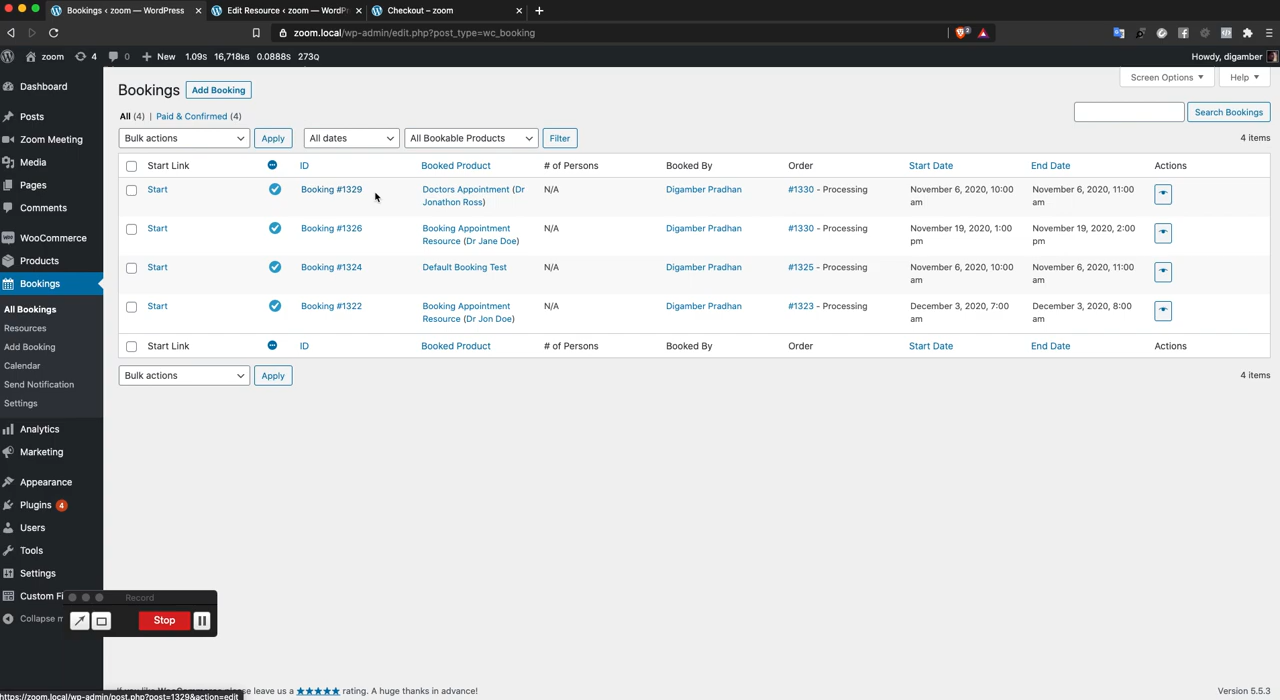 Bookings ‹ zoom — WordPress
Edit Resource ‹ zoom — WordPr
Checkout – zoom
zoom.local/wp-admin/edit.php?post_type=wc_booking
zoom 4 0 New 1.09s 16,718kB 0.0888s 273Q
Howdy, digamber
Dashboard
Posts
Zoom Meeting
Media
Pages
Comments
WooCommerce
Products
Bookings
All Bookings
Resources
Add Booking
Calendar
Send Notification
Settings
Analytics
Marketing
Appearance
Plugins 4
Users
Tools
Settings
Custom Fi
Collapse m
Bookings Add Booking
Screen Options Help
All (4) | Paid & Confirmed (4)
Search Bookings
Bulk actions Apply All dates All Bookable Products Filter
4 items
Start Link ID Booked Product # of Persons Booked By Order Start Date End Date Actions
Start Booking #1329 Doctors Appointment (Dr Jonathon Ross) N/A Digamber Pradhan #1330 - Processing November 6, 2020, 10:00 am November 6, 2020, 11:00 am
Start Booking #1326 Booking Appointment Resource (Dr Jane Doe) N/A Digamber Pradhan #1330 - Processing November 19, 2020, 1:00 pm November 19, 2020, 2:00 pm
Start Booking #1324 Default Booking Test N/A Digamber Pradhan #1325 - Processing November 6, 2020, 10:00 am November 6, 2020, 11:00 am
Start Booking #1322 Booking Appointment Resource (Dr Jon Doe) N/A Digamber Pradhan #1323 - Processing December 3, 2020, 7:00 am December 3, 2020, 8:00 am
Start Link ID Booked Product # of Persons Booked By Order Start Date End Date Actions
Bulk actions Apply
4 items
Record
Stop
https://zoom.local/wp-admin/post.php?post=1329&action=edit
leave us a ★★★★★ rating. A huge thanks in advance!
Version 5.5.3